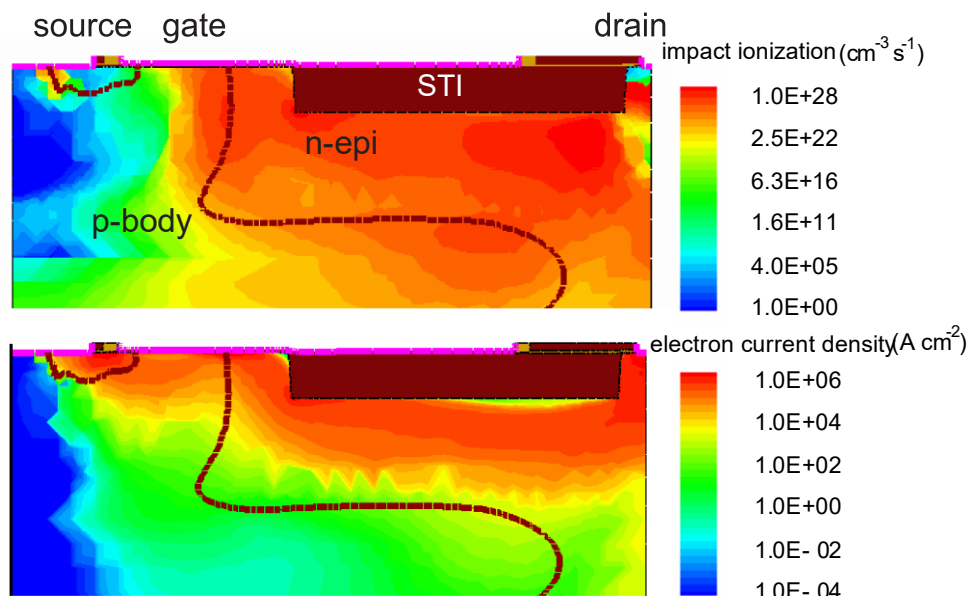 source gate drain
impact ionization (cm-3 s-1)
STI
1.0E+28
n-epi
2.5E+22
6.3E+16
p-body
1.6E+11
4.0E+05
1.0E+00
electron current density(A cm-2)
1.0E+06
1.0E+04
1.0E+02
1.0E+00
1.0E- 02
1.0E- 04